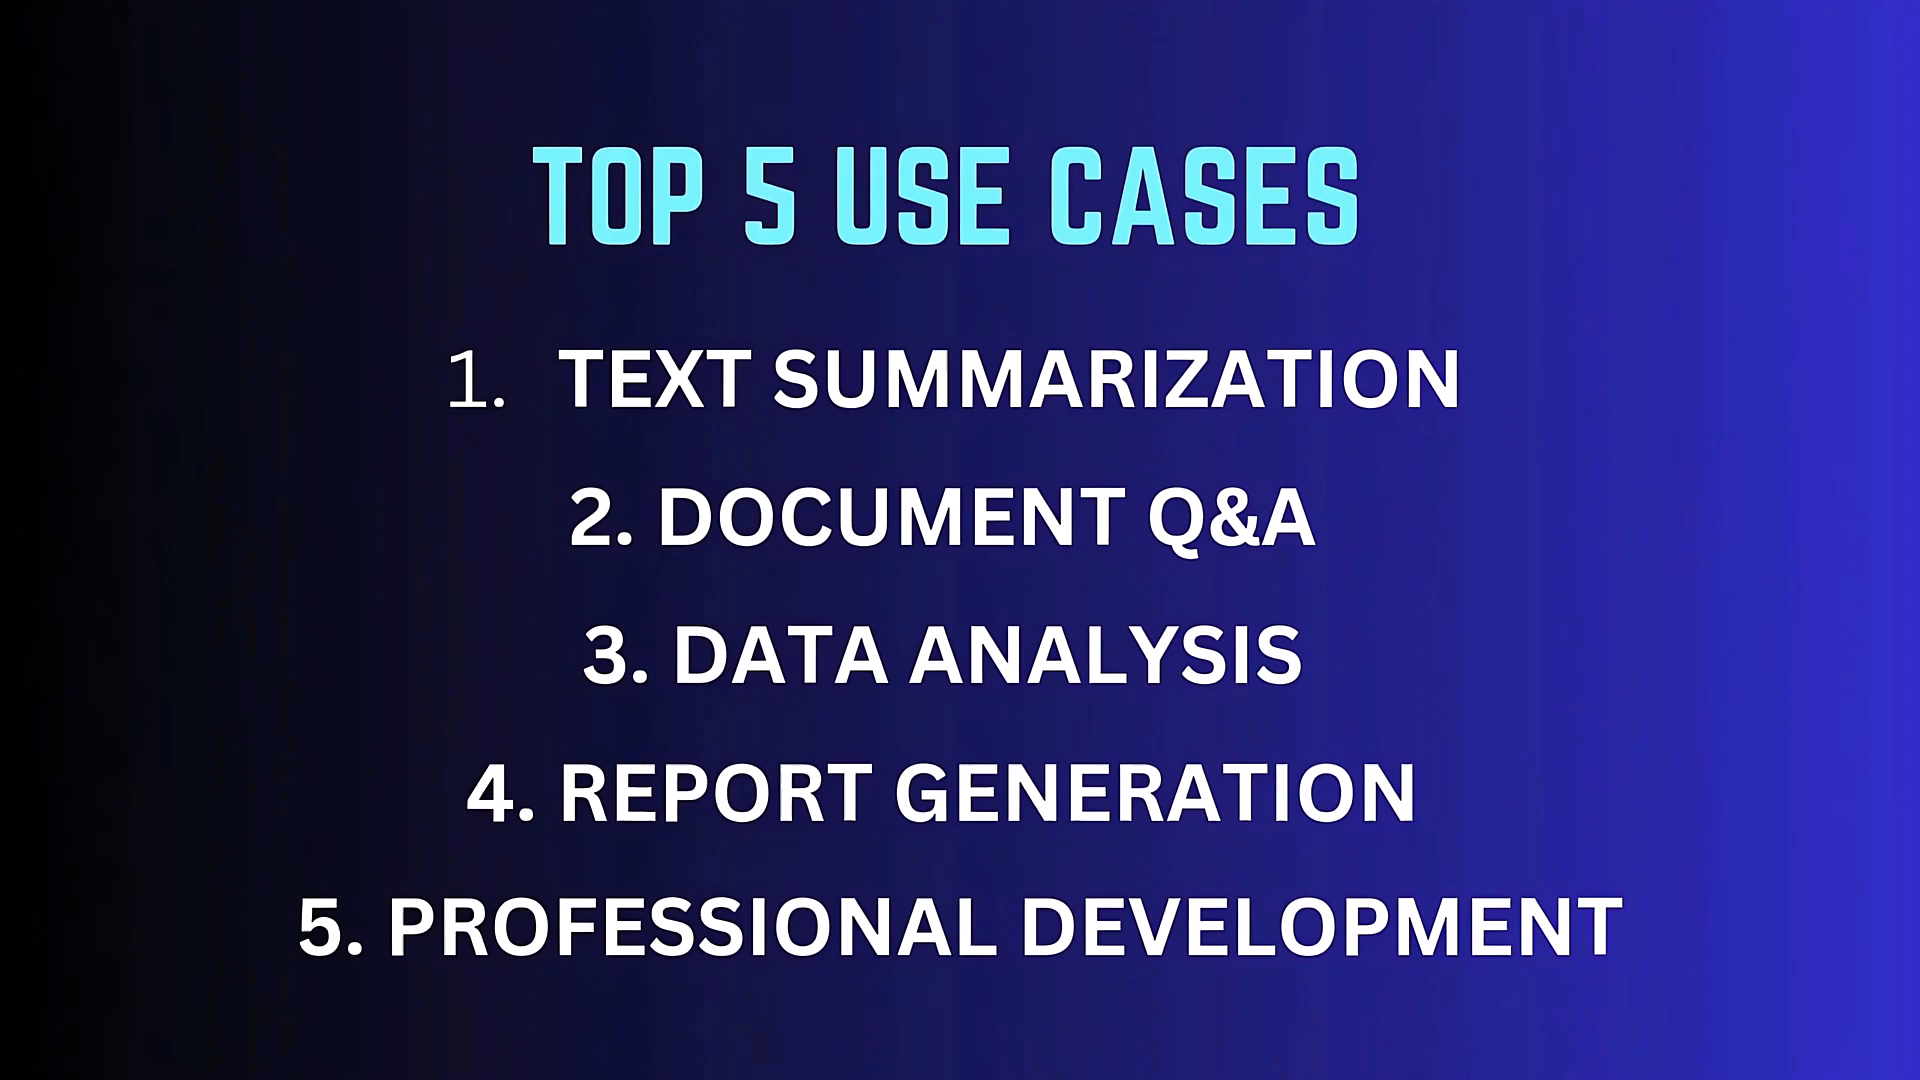 TOP 5 USE CASES
1. TEXT SUMMARIZATION
2. DOCUMENT Q&A
3. DATA ANALYSIS
4. REPORT GENERATION
5. PROFESSIONAL DEVELOPMENT